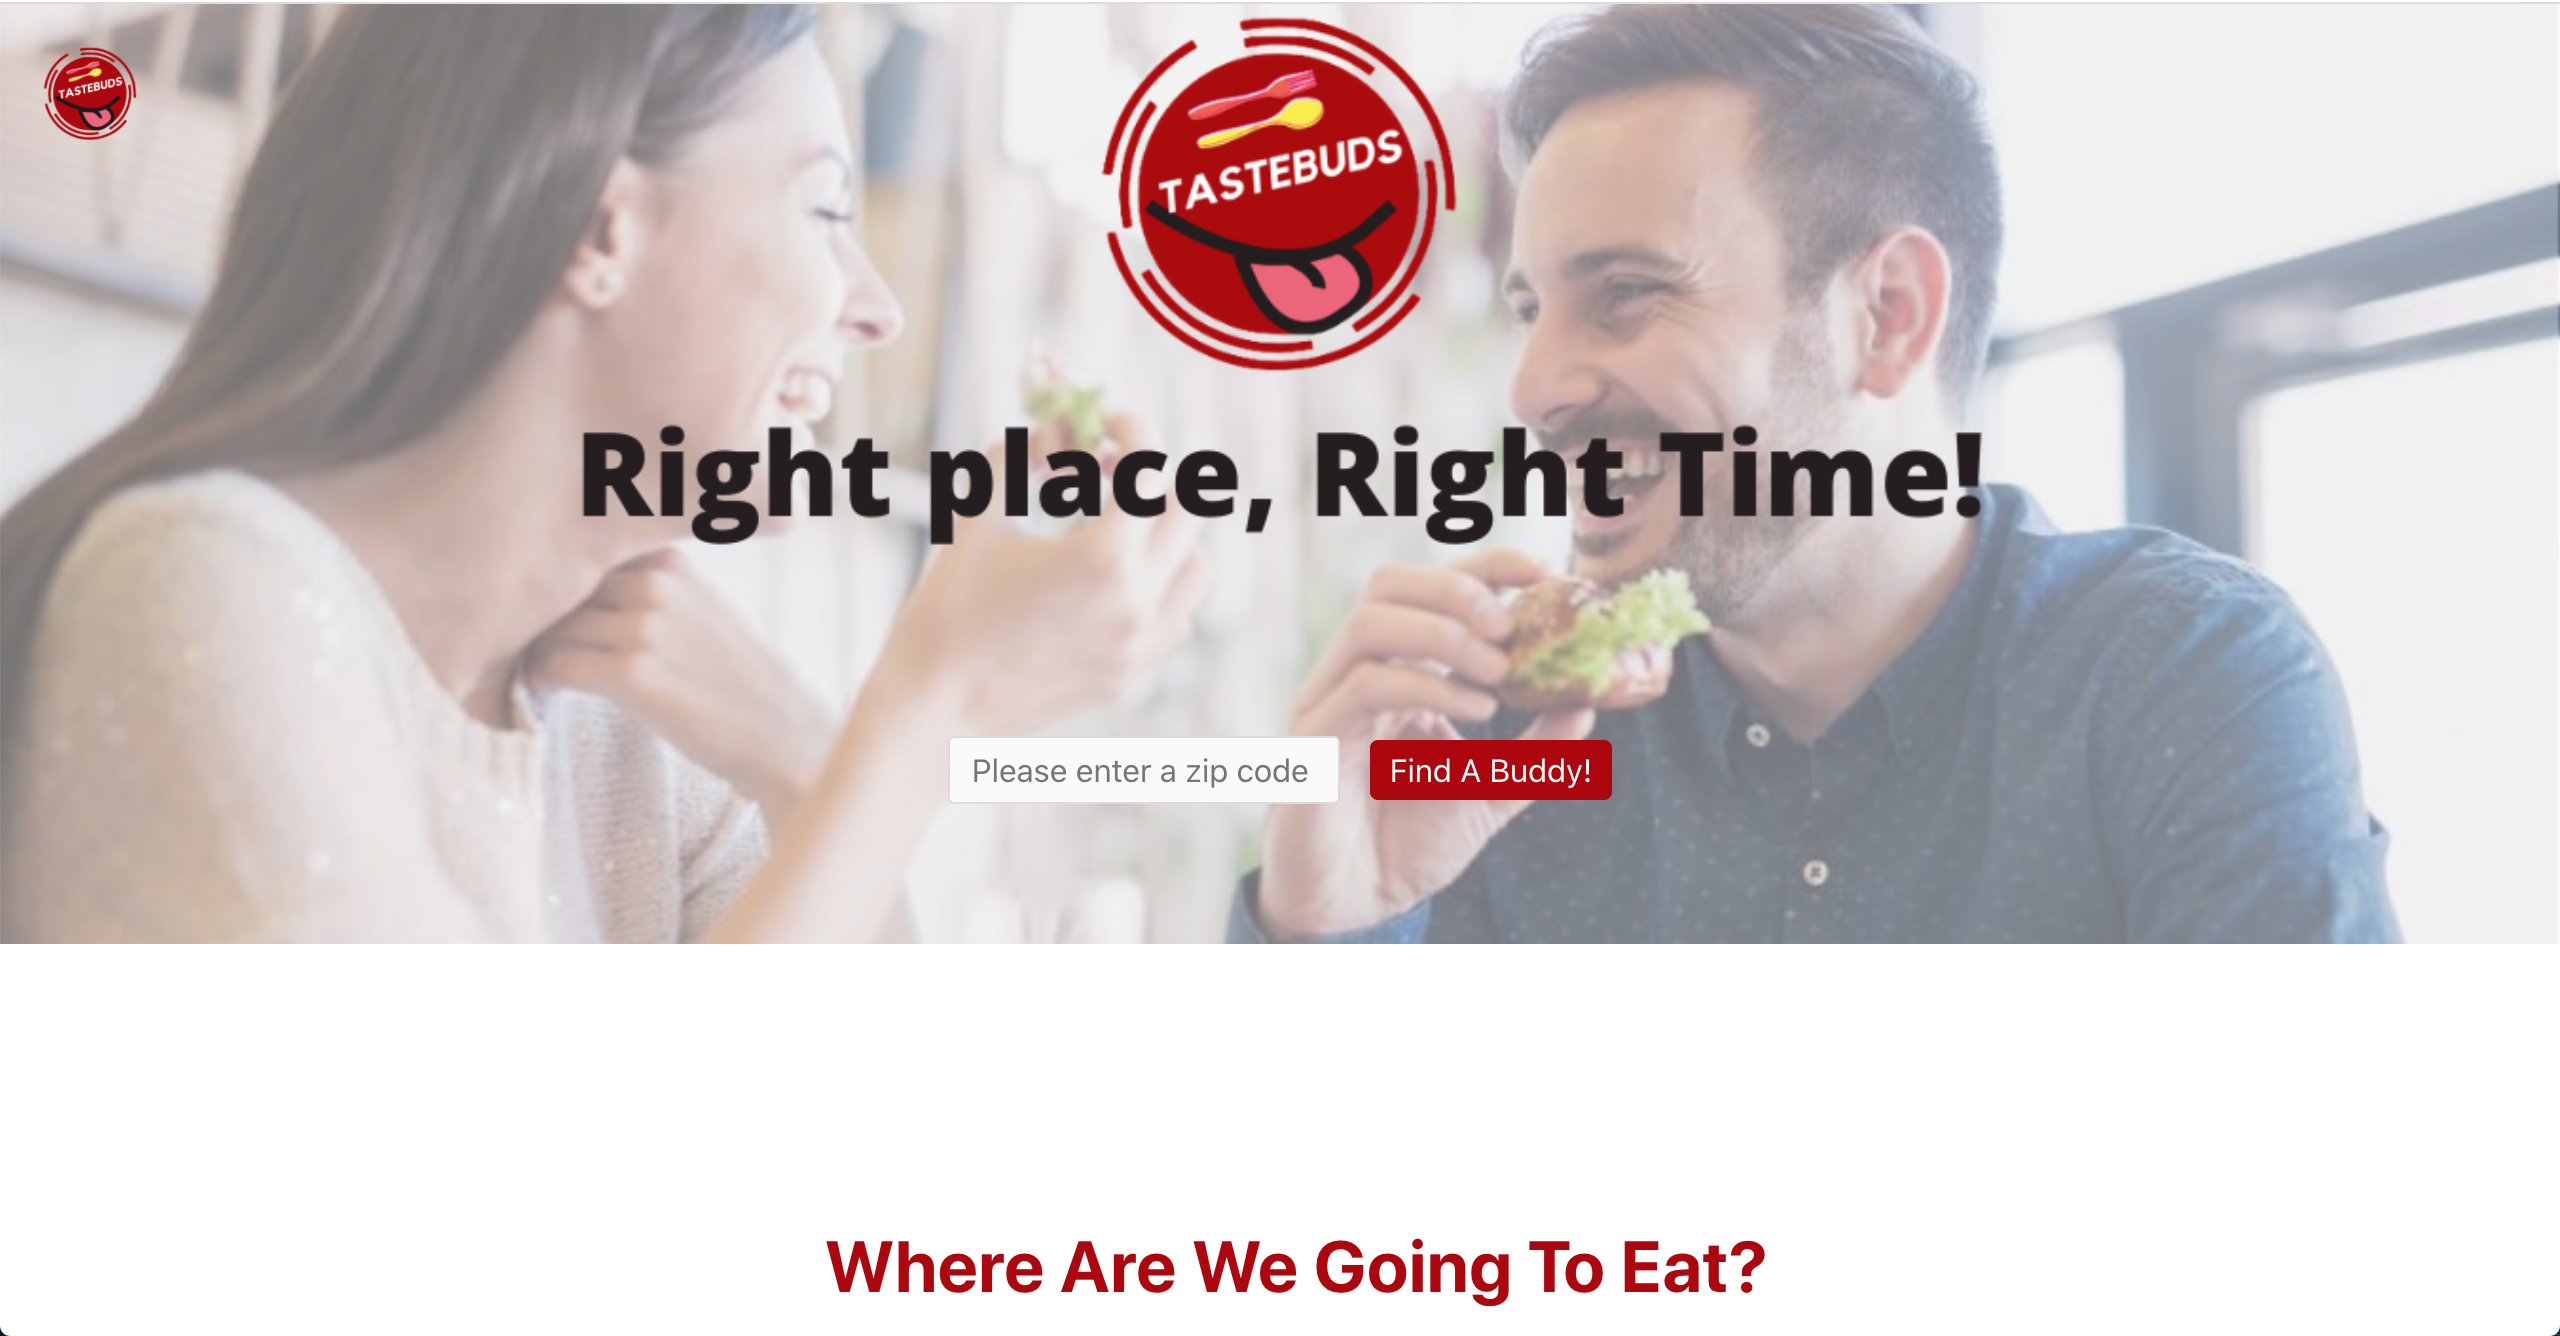 TASTEBUDS
TASTEBUDS
Right place, Right Time!
Please enter a zip code
Find A Buddy!
Where Are We Going To Eat?